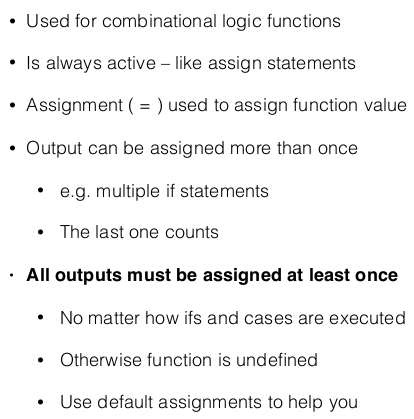 • Used for combinational logic functions
• Is always active – like assign statements
• Assignment ( = ) used to assign function value
• Output can be assigned more than once
• e.g. multiple if statements
• The last one counts
• All outputs must be assigned at least once
• No matter how ifs and cases are executed
• Otherwise function is undefined
• Use default assignments to help you